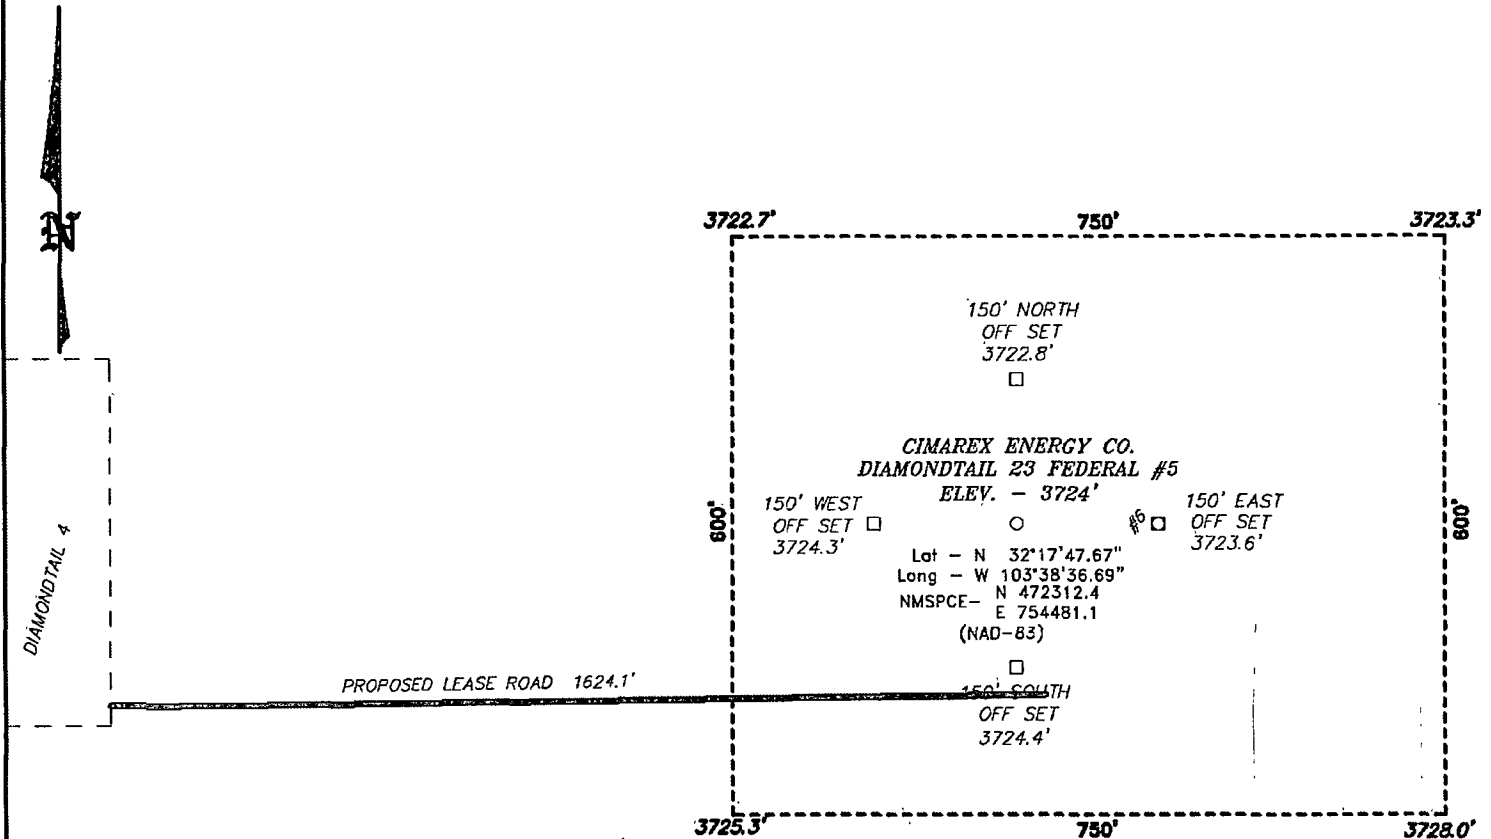 N
3722.7' 750' 3723.3'
150' NORTH
OFF SET
3722.8'
CIMAREX ENERGY CO.
DIAMONDTAIL 23 FEDERAL #5
ELEV. - 3724'
600'
150' WEST
OFF SET
3724.3'
#6
150' EAST
OFF SET
3723.6'
600'
Lat - N 32°17'47.67"
Long - W 103°38'36.69"
NMSPCE- N 472312.4
E 754481.1
(NAD-83)
DIAMONDTAIL 4
PROPOSED LEASE ROAD 1624.1'
150' SOUTH
OFF SET
3724.4'
3725.3' 750' 3728.0'